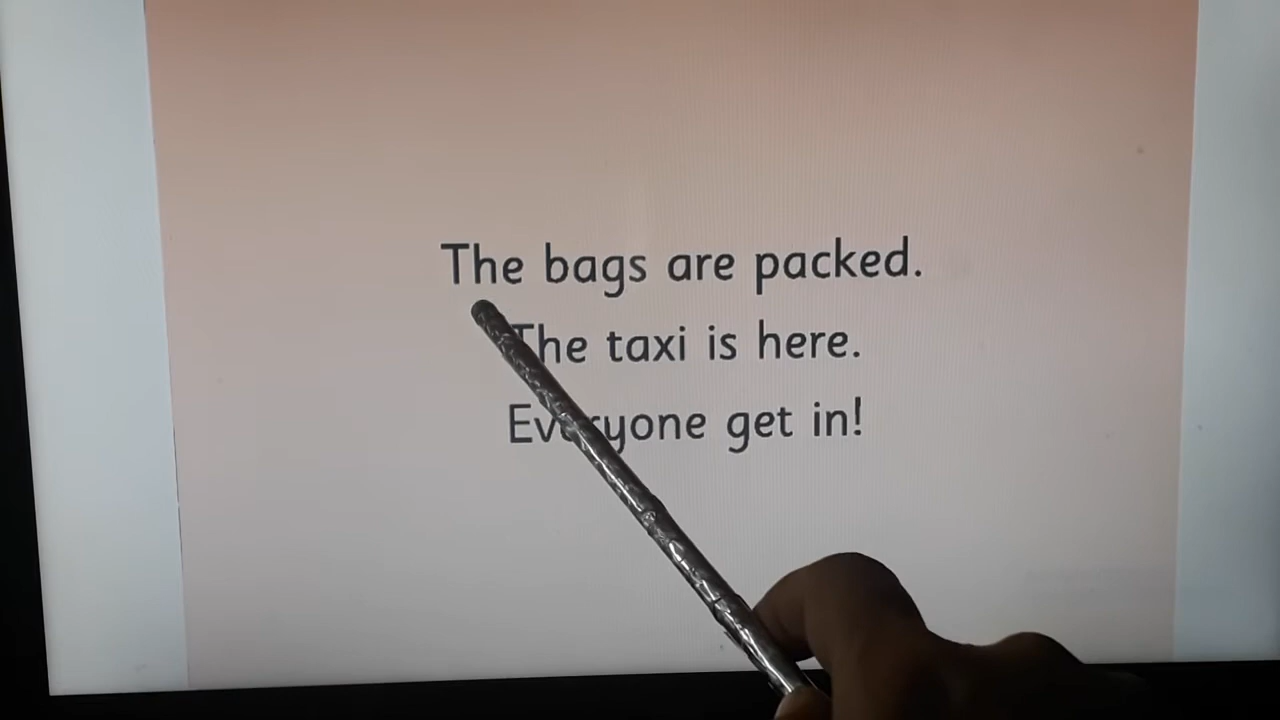 The bags are packed.
The taxi is here.
Everyone get in!